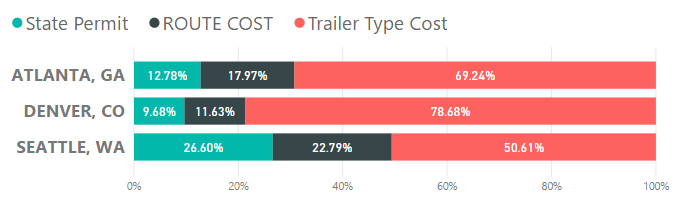 State Permit ROUTE COST Trailer Type Cost
ATLANTA, GA 12.78% 17.97% 69.24%
DENVER, CO 9.68% 11.63% 78.68%
SEATTLE, WA 26.60% 22.79% 50.61%
0% 20% 40% 60% 80% 100%